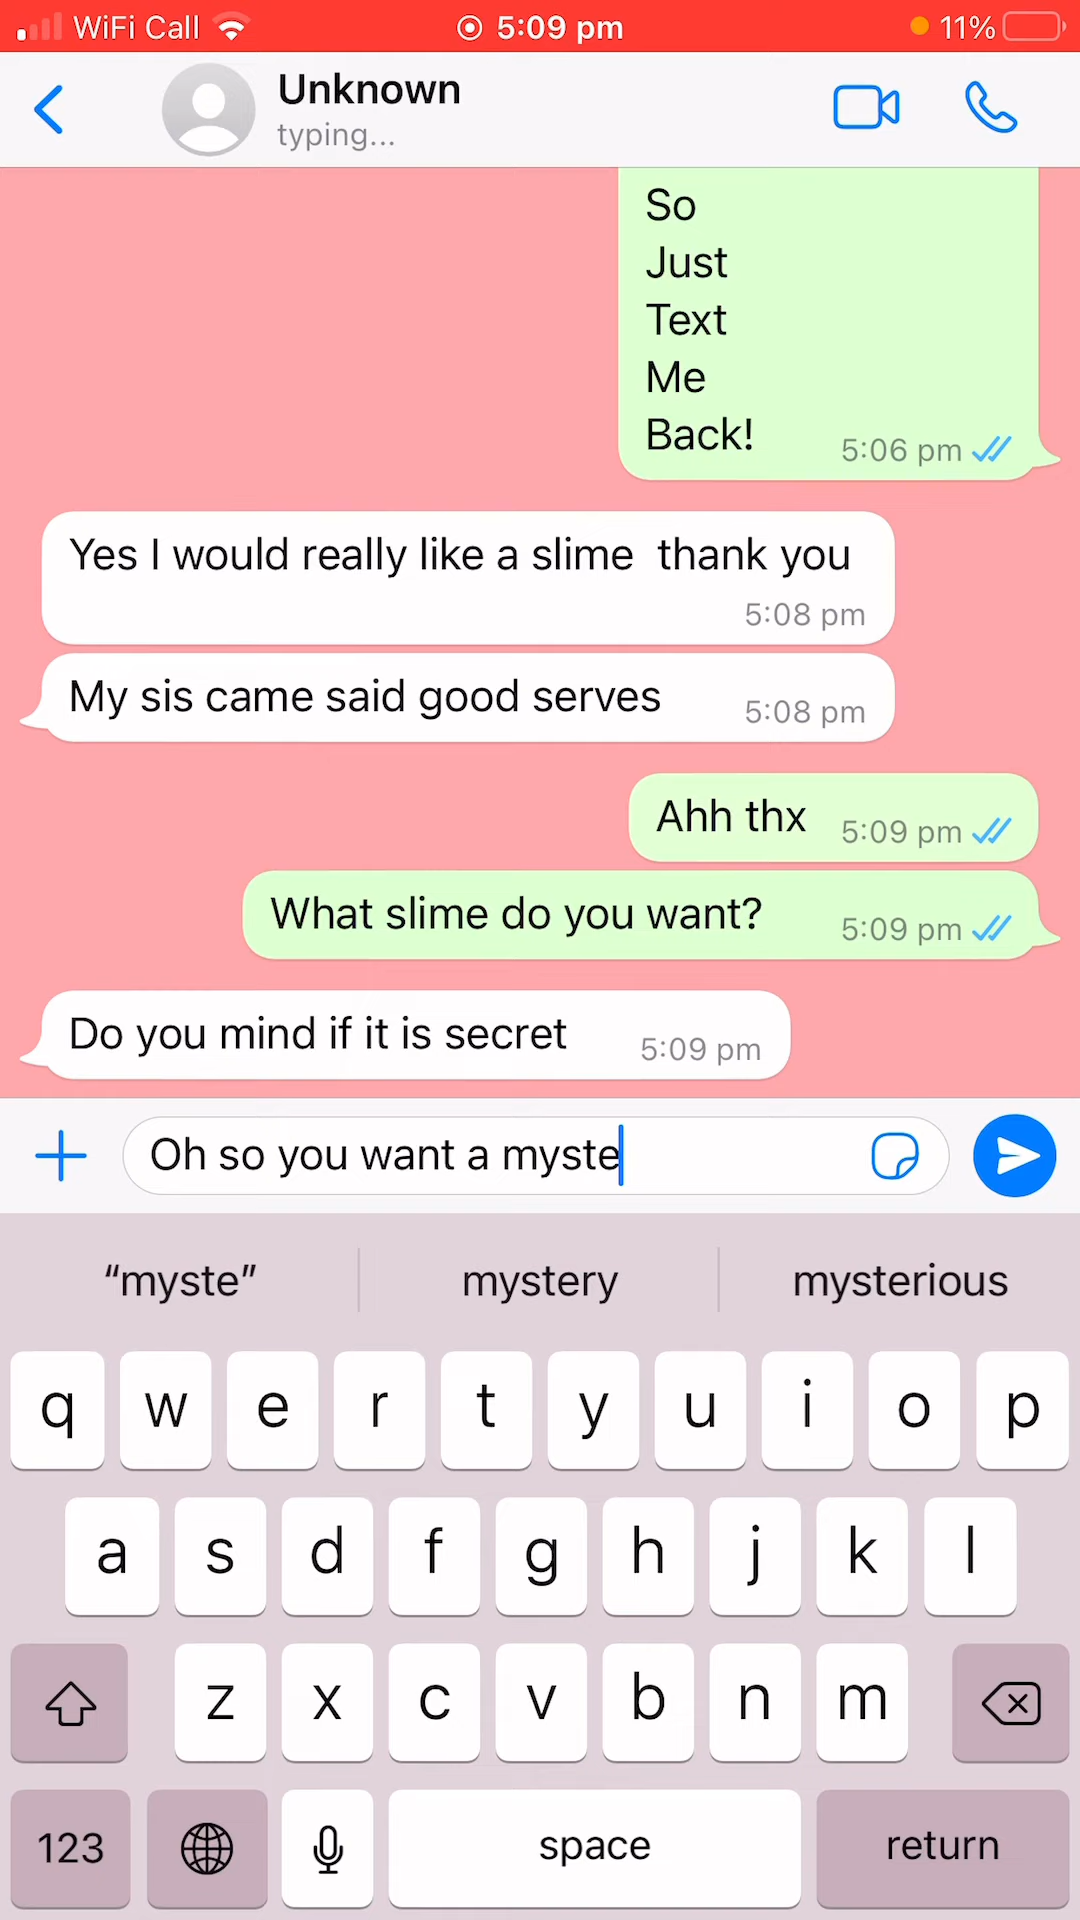 WiFi Call 5:09 pm 11%
Unknown
typing...
So
Just
Text
Me
Back!
5:06 pm
Yes I would really like a slime  thank you
5:08 pm
My sis came said good serves
5:08 pm
Ahh thx
5:09 pm
What slime do you want?
5:09 pm
Do you mind if it is secret
5:09 pm
Oh so you want a myste
“myste” mystery mysterious
q w e r t y u i o p
a s d f g h j k l
z x c v b n m
123 space return